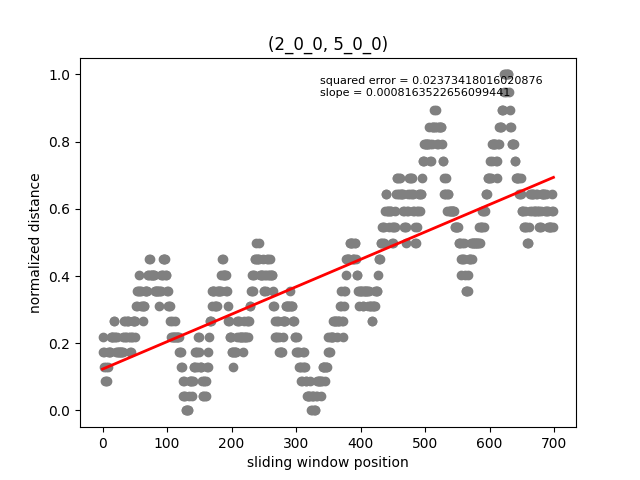 (2_0_0, 5_0_0)
squared error = 0.02373418016020876
slope = 0.0008163522656099441
1.0
0.8
0.6
0.4
0.2
0.0
normalized distance
0 100 200 300 400 500 600 700
sliding window position